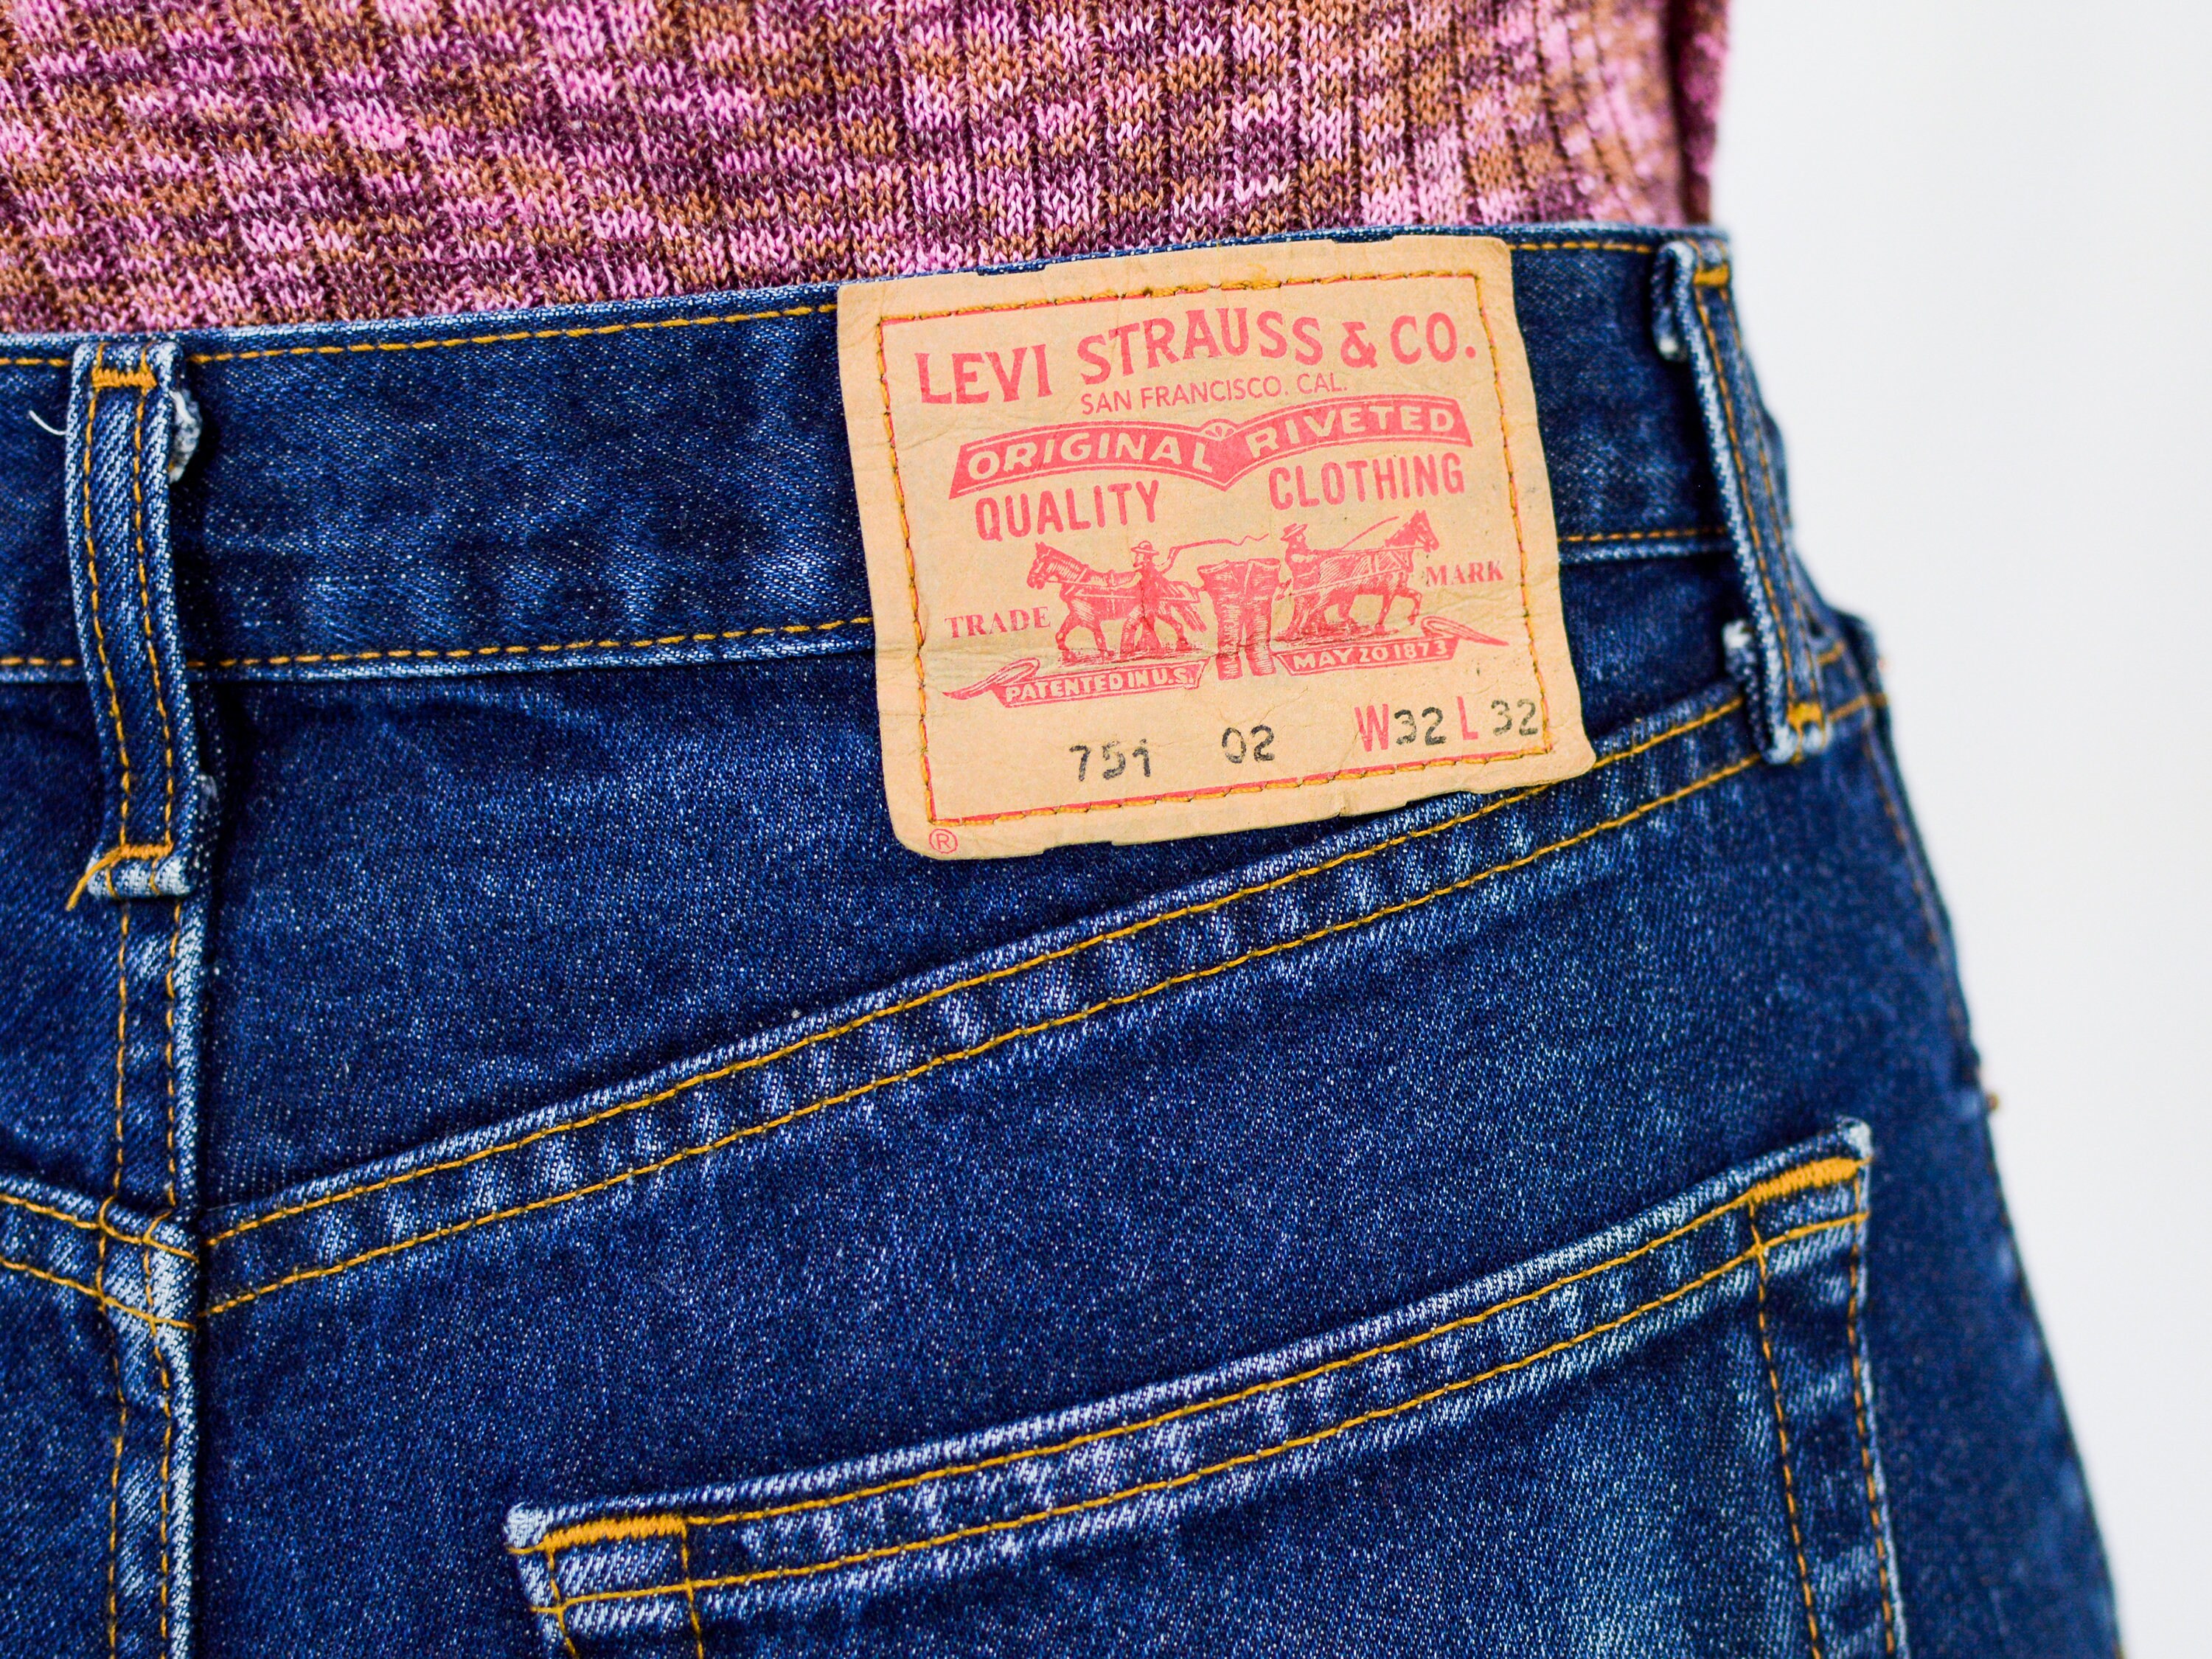 LEVI STRAUSS & CO.
SAN FRANCISCO. CAL.
ORIGINAL RIVETED
QUALITY CLOTHING
TRADE MARK
PATENTED IN U.S. MAY 20 1873
751 02 W32 L 32
®